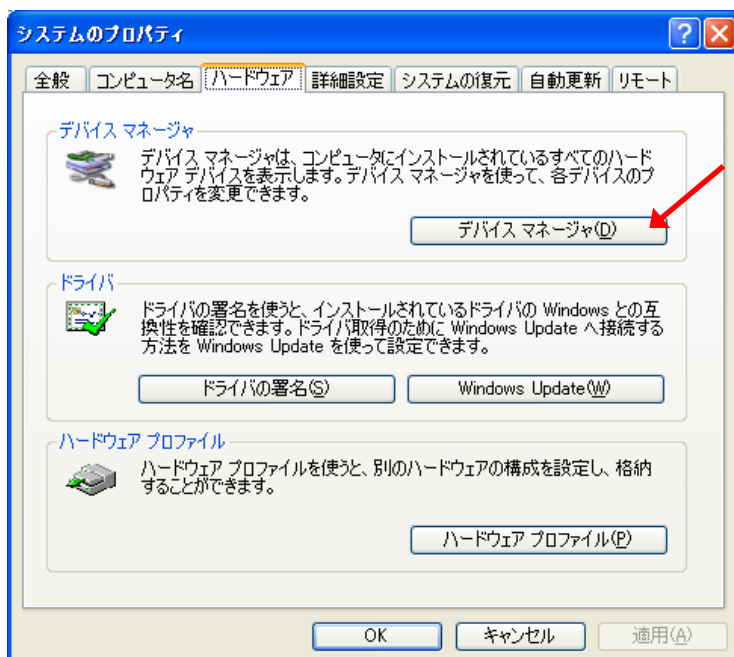 システムのプロパティ
全般 コンピュータ名 ハードウェア 詳細設定 システムの復元 自動更新 リモート
デバイス マネージャ
デバイス マネージャは、コンピュータにインストールされているすべてのハード
ウェア デバイスを表示します。デバイス マネージャを使って、各デバイスのプ
ロパティを変更できます。
デバイス マネージャ(D)
ドライバ
ドライバの署名を使うと、インストールされているドライバの Windows との互
換性を確認できます。ドライバ取得のために Windows Update へ接続する
方法を Windows Update を使って設定できます。
ドライバの署名(S) Windows Update(W)
ハードウェア プロファイル
ハードウェア プロファイルを使うと、別のハードウェアの構成を設定し、格納
することができます。
ハードウェア プロファイル(P)
OK キャンセル 適用(A)